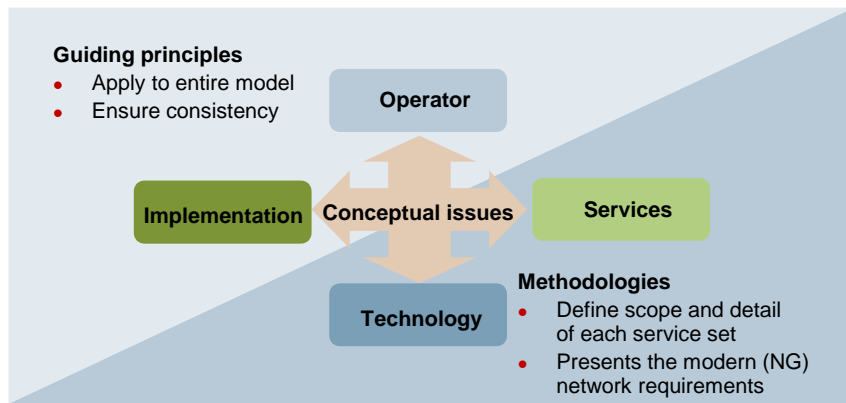 Guiding principles
● Apply to entire model
● Ensure consistency
Operator
Implementation
Conceptual issues
Services
Technology
Methodologies
● Define scope and detail
of each service set
● Presents the modern (NG)
network requirements